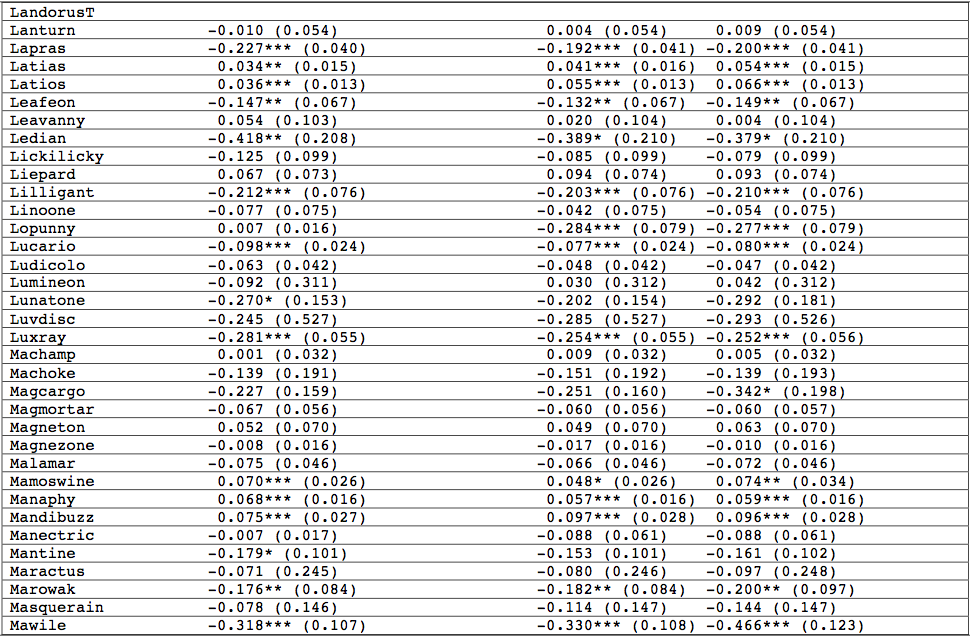 LandorusT
Lanturn -0.010 (0.054) 0.004 (0.054) 0.009 (0.054)
Lapras -0.227*** (0.040) -0.192*** (0.041) -0.200*** (0.041)
Latias 0.034** (0.015) 0.041*** (0.016) 0.054*** (0.015)
Latios 0.036*** (0.013) 0.055*** (0.013) 0.066*** (0.013)
Leafeon -0.147** (0.067) -0.132** (0.067) -0.149** (0.067)
Leavanny 0.054 (0.103) 0.020 (0.104) 0.004 (0.104)
Ledian -0.418** (0.208) -0.389* (0.210) -0.379* (0.210)
Lickilicky -0.125 (0.099) -0.085 (0.099) -0.079 (0.099)
Liepard 0.067 (0.073) 0.094 (0.074) 0.093 (0.074)
Lilligant -0.212*** (0.076) -0.203*** (0.076) -0.210*** (0.076)
Linoone -0.077 (0.075) -0.042 (0.075) -0.054 (0.075)
Lopunny 0.007 (0.016) -0.284*** (0.079) -0.277*** (0.079)
Lucario -0.098*** (0.024) -0.077*** (0.024) -0.080*** (0.024)
Ludicolo -0.063 (0.042) -0.048 (0.042) -0.047 (0.042)
Lumineon -0.092 (0.311) 0.030 (0.312) 0.042 (0.312)
Lunatone -0.270* (0.153) -0.202 (0.154) -0.292 (0.181)
Luvdisc -0.245 (0.527) -0.285 (0.527) -0.293 (0.526)
Luxray -0.281*** (0.055) -0.254*** (0.055) -0.252*** (0.056)
Machamp 0.001 (0.032) 0.009 (0.032) 0.005 (0.032)
Machoke -0.139 (0.191) -0.151 (0.192) -0.139 (0.193)
Magcargo -0.227 (0.159) -0.251 (0.160) -0.342* (0.198)
Magmortar -0.067 (0.056) -0.060 (0.056) -0.060 (0.057)
Magneton 0.052 (0.070) 0.049 (0.070) 0.063 (0.070)
Magnezone -0.008 (0.016) -0.017 (0.016) -0.010 (0.016)
Malamar -0.075 (0.046) -0.066 (0.046) -0.072 (0.046)
Mamoswine 0.070*** (0.026) 0.048* (0.026) 0.074** (0.034)
Manaphy 0.068*** (0.016) 0.057*** (0.016) 0.059*** (0.016)
Mandibuzz 0.075*** (0.027) 0.097*** (0.028) 0.096*** (0.028)
Manectric -0.007 (0.017) -0.088 (0.061) -0.088 (0.061)
Mantine -0.179* (0.101) -0.153 (0.101) -0.161 (0.102)
Maractus -0.071 (0.245) -0.080 (0.246) -0.097 (0.248)
Marowak -0.176** (0.084) -0.182** (0.084) -0.200** (0.097)
Masquerain -0.078 (0.146) -0.114 (0.147) -0.144 (0.147)
Mawile -0.318*** (0.107) -0.330*** (0.108) -0.466*** (0.123)